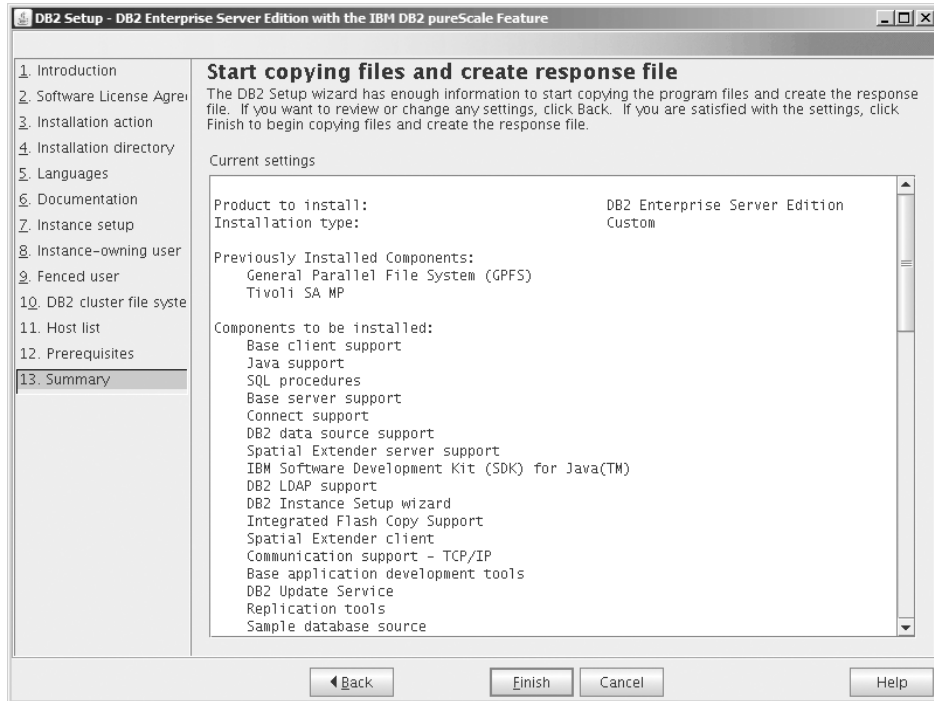 DB2 Setup - DB2 Enterprise Server Edition with the IBM DB2 pureScale Feature
1. Introduction
2. Software License Agre
3. Installation action
4. Installation directory
5. Languages
6. Documentation
7. Instance setup
8. Instance-owning user
9. Fenced user
10. DB2 cluster file syste
11. Host list
12. Prerequisites
13. Summary
Start copying files and create response file
The DB2 Setup wizard has enough information to start copying the program files and create the response
file. If you want to review or change any settings, click Back. If you are satisfied with the settings, click
Finish to begin copying files and create the response file.
Current settings
Product to install: DB2 Enterprise Server Edition
Installation type: Custom
Previously Installed Components:
General Parallel File System (GPFS)
Tivoli SA MP
Components to be installed:
Base client support
Java support
SQL procedures
Base server support
Connect support
DB2 data source support
Spatial Extender server support
IBM Software Development Kit (SDK) for Java(TM)
DB2 LDAP support
DB2 Instance Setup wizard
Integrated Flash Copy Support
Spatial Extender client
Communication support - TCP/IP
Base application development tools
DB2 Update Service
Replication tools
Sample database source
Back
Finish
Cancel
Help